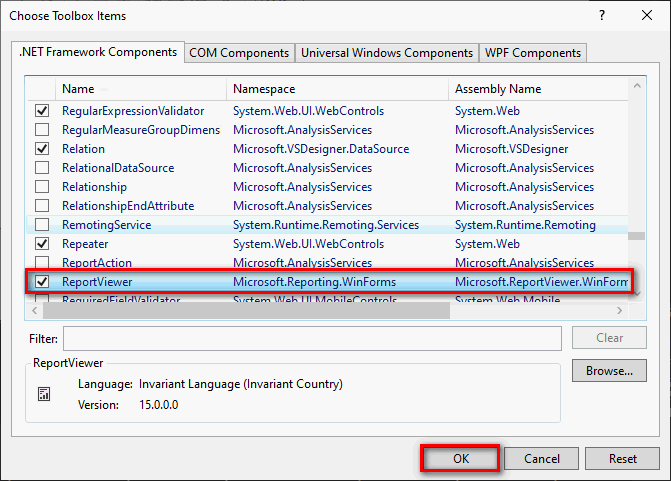 Choose Toolbox Items
.NET Framework Components COM Components Universal Windows Components WPF Components
Name Namespace Assembly Name
RegularExpressionValidator System.Web.UI.WebControls System.Web
RegularMeasureGroupDimens Microsoft.AnalysisServices Microsoft.AnalysisServices
Relation Microsoft.VSDesigner.DataSource Microsoft.VSDesigner
RelationalDataSource Microsoft.AnalysisServices Microsoft.AnalysisServices
Relationship Microsoft.AnalysisServices Microsoft.AnalysisServices
RelationshipEndAttribute Microsoft.AnalysisServices Microsoft.AnalysisServices
RemotingService System.Runtime.Remoting.Services System.Runtime.Remoting
Repeater System.Web.UI.WebControls System.Web
ReportAction Microsoft.AnalysisServices Microsoft.AnalysisServices
ReportViewer Microsoft.Reporting.WinForms Microsoft.ReportViewer.WinForm
RequiredFieldValidator System.Web.UI.MobileControls System.Web.Mobile
Filter: Clear
ReportViewer Browse...
Language: Invariant Language (Invariant Country)
Version: 15.0.0.0
OK Cancel Reset